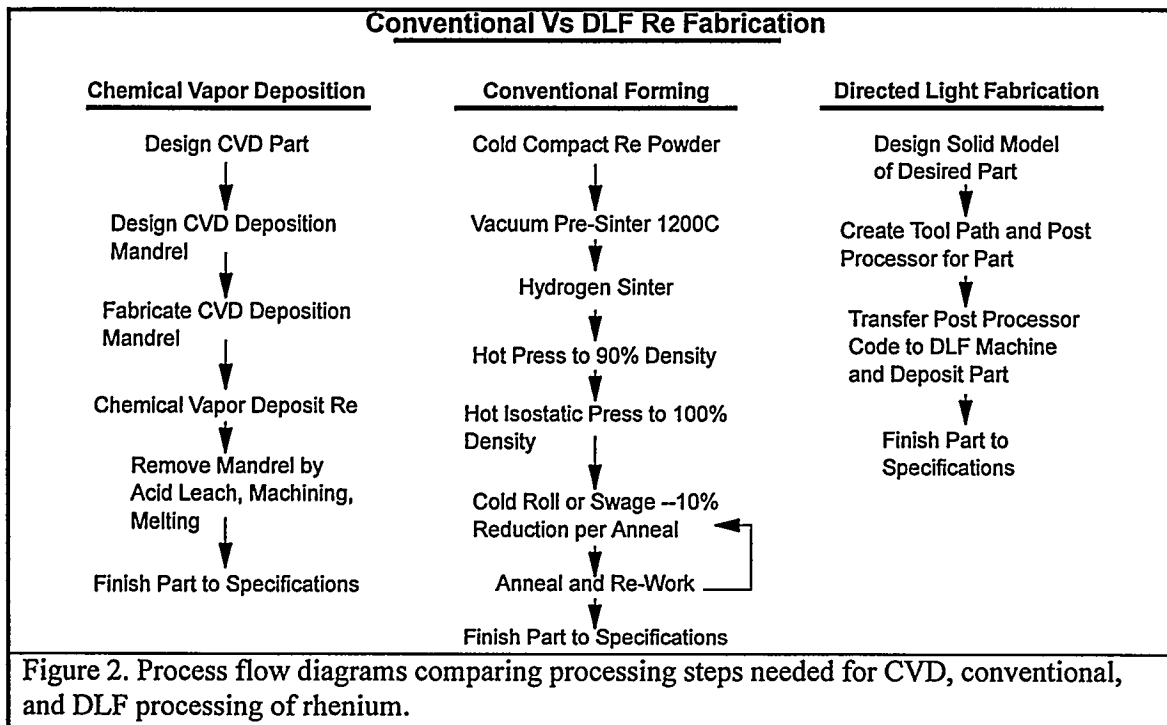 Conventional Vs DLF Re Fabrication
Chemical Vapor Deposition
Design CVD Part
Design CVD Deposition
Mandrel
Fabricate CVD Deposition
Mandrel
Chemical Vapor Deposit Re
Remove Mandrel by
Acid Leach, Machining,
Melting
Finish Part to Specifications
Conventional Forming
Cold Compact Re Powder
Vacuum Pre-Sinter 1200C
Hydrogen Sinter
Hot Press to 90% Density
Hot Isostatic Press to 100%
Density
Cold Roll or Swage --10%
Reduction per Anneal
Anneal and Re-Work
Finish Part to Specifications
Directed Light Fabrication
Design Solid Model
of Desired Part
Create Tool Path and Post
Processor for Part
Transfer Post Processor
Code to DLF Machine
and Deposit Part
Finish Part to
Specifications
Figure 2. Process flow diagrams comparing processing steps needed for CVD, conventional,
and DLF processing of rhenium.